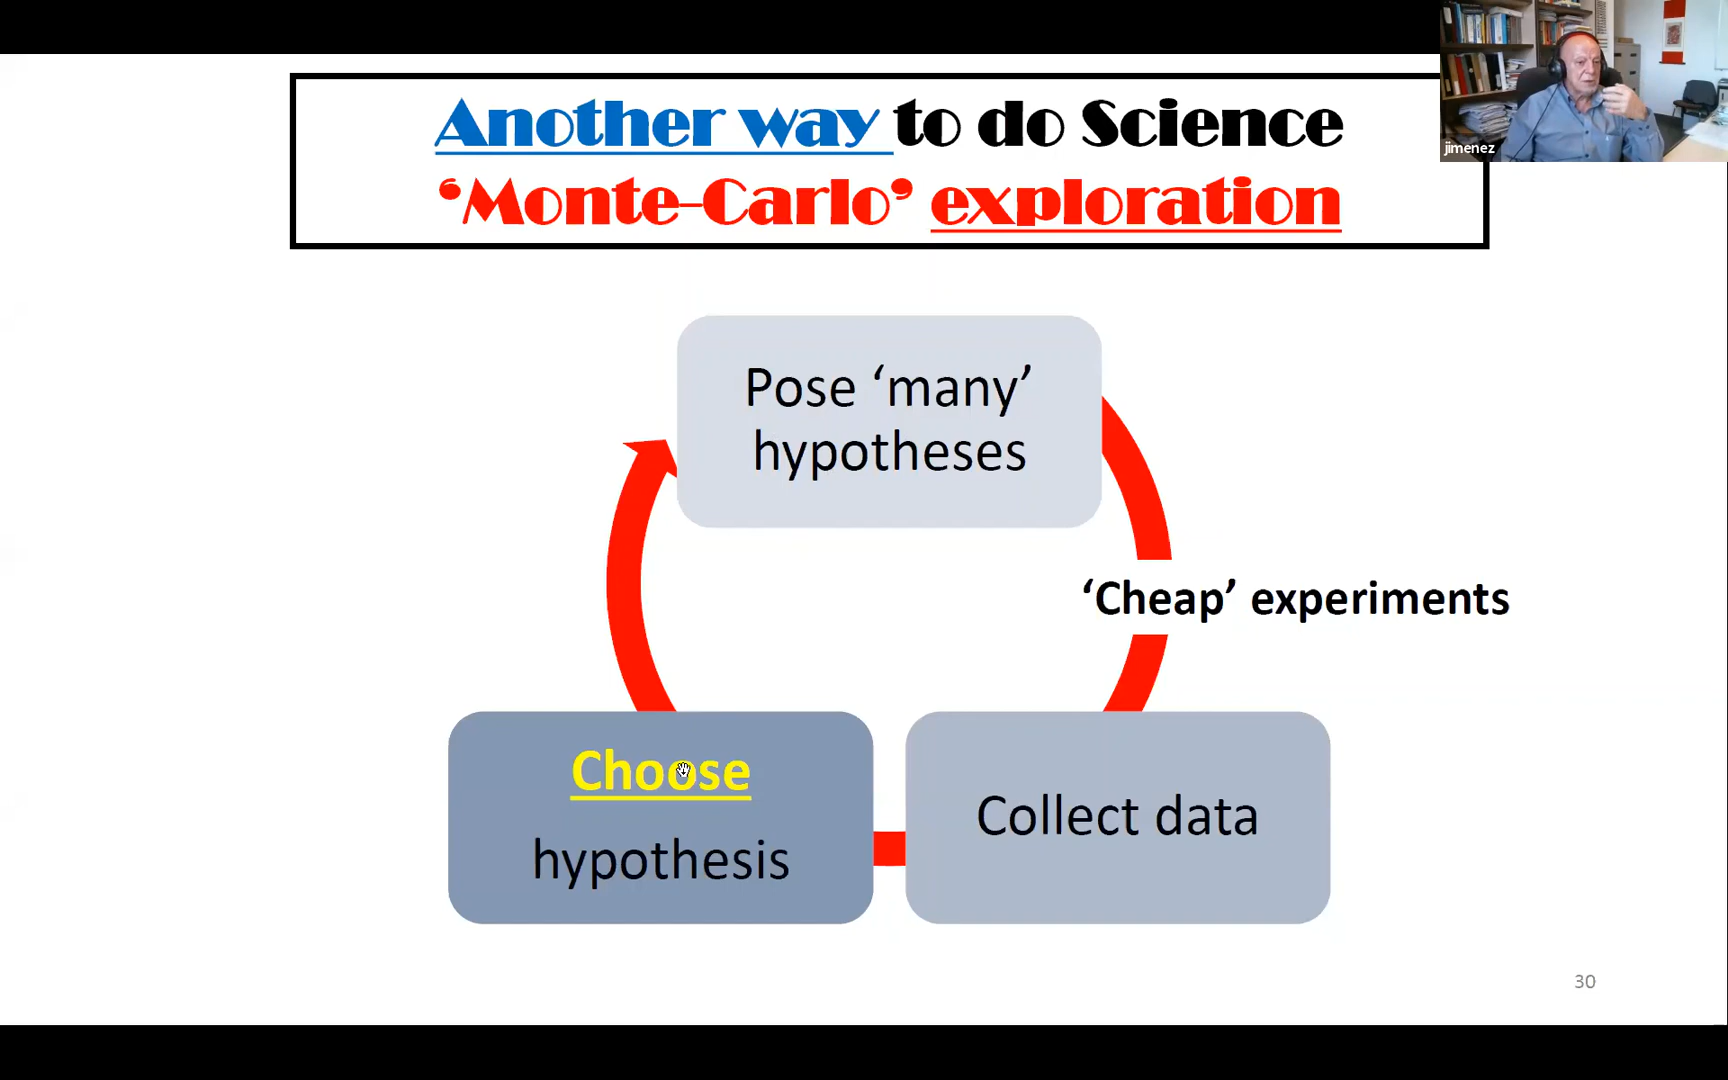 Another way to do Science
‘Monte-Carlo’ exploration
jimenez
Pose ‘many’
hypotheses
‘Cheap’ experiments
Choose
hypothesis
Collect data
30